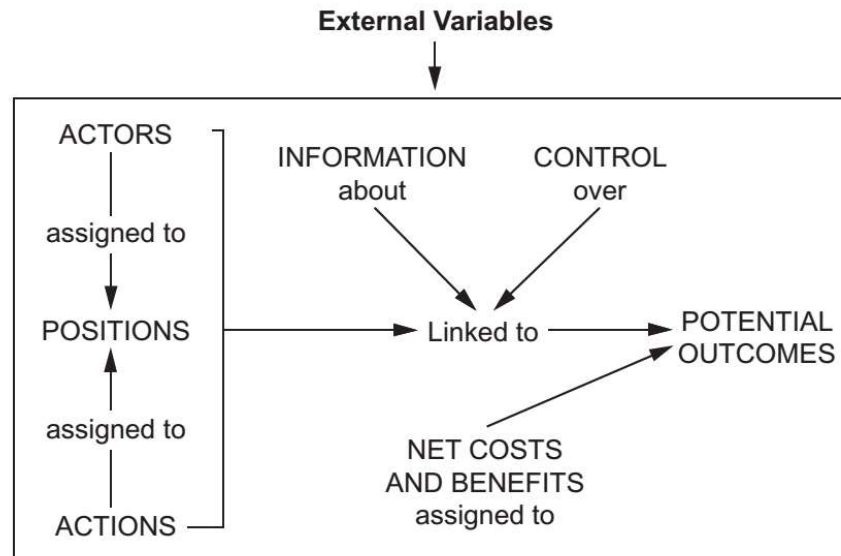 External Variables
ACTORS
assigned to
POSITIONS
assigned to
ACTIONS
INFORMATION
about
CONTROL
over
Linked to
POTENTIAL
OUTCOMES
NET COSTS
AND BENEFITS
assigned to